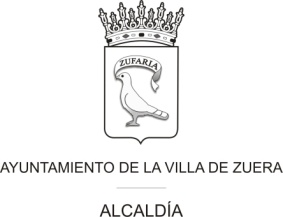 ZUFARIA
AYUNTAMIENTO DE LA VILLA DE ZUERA
ALCALDÍA